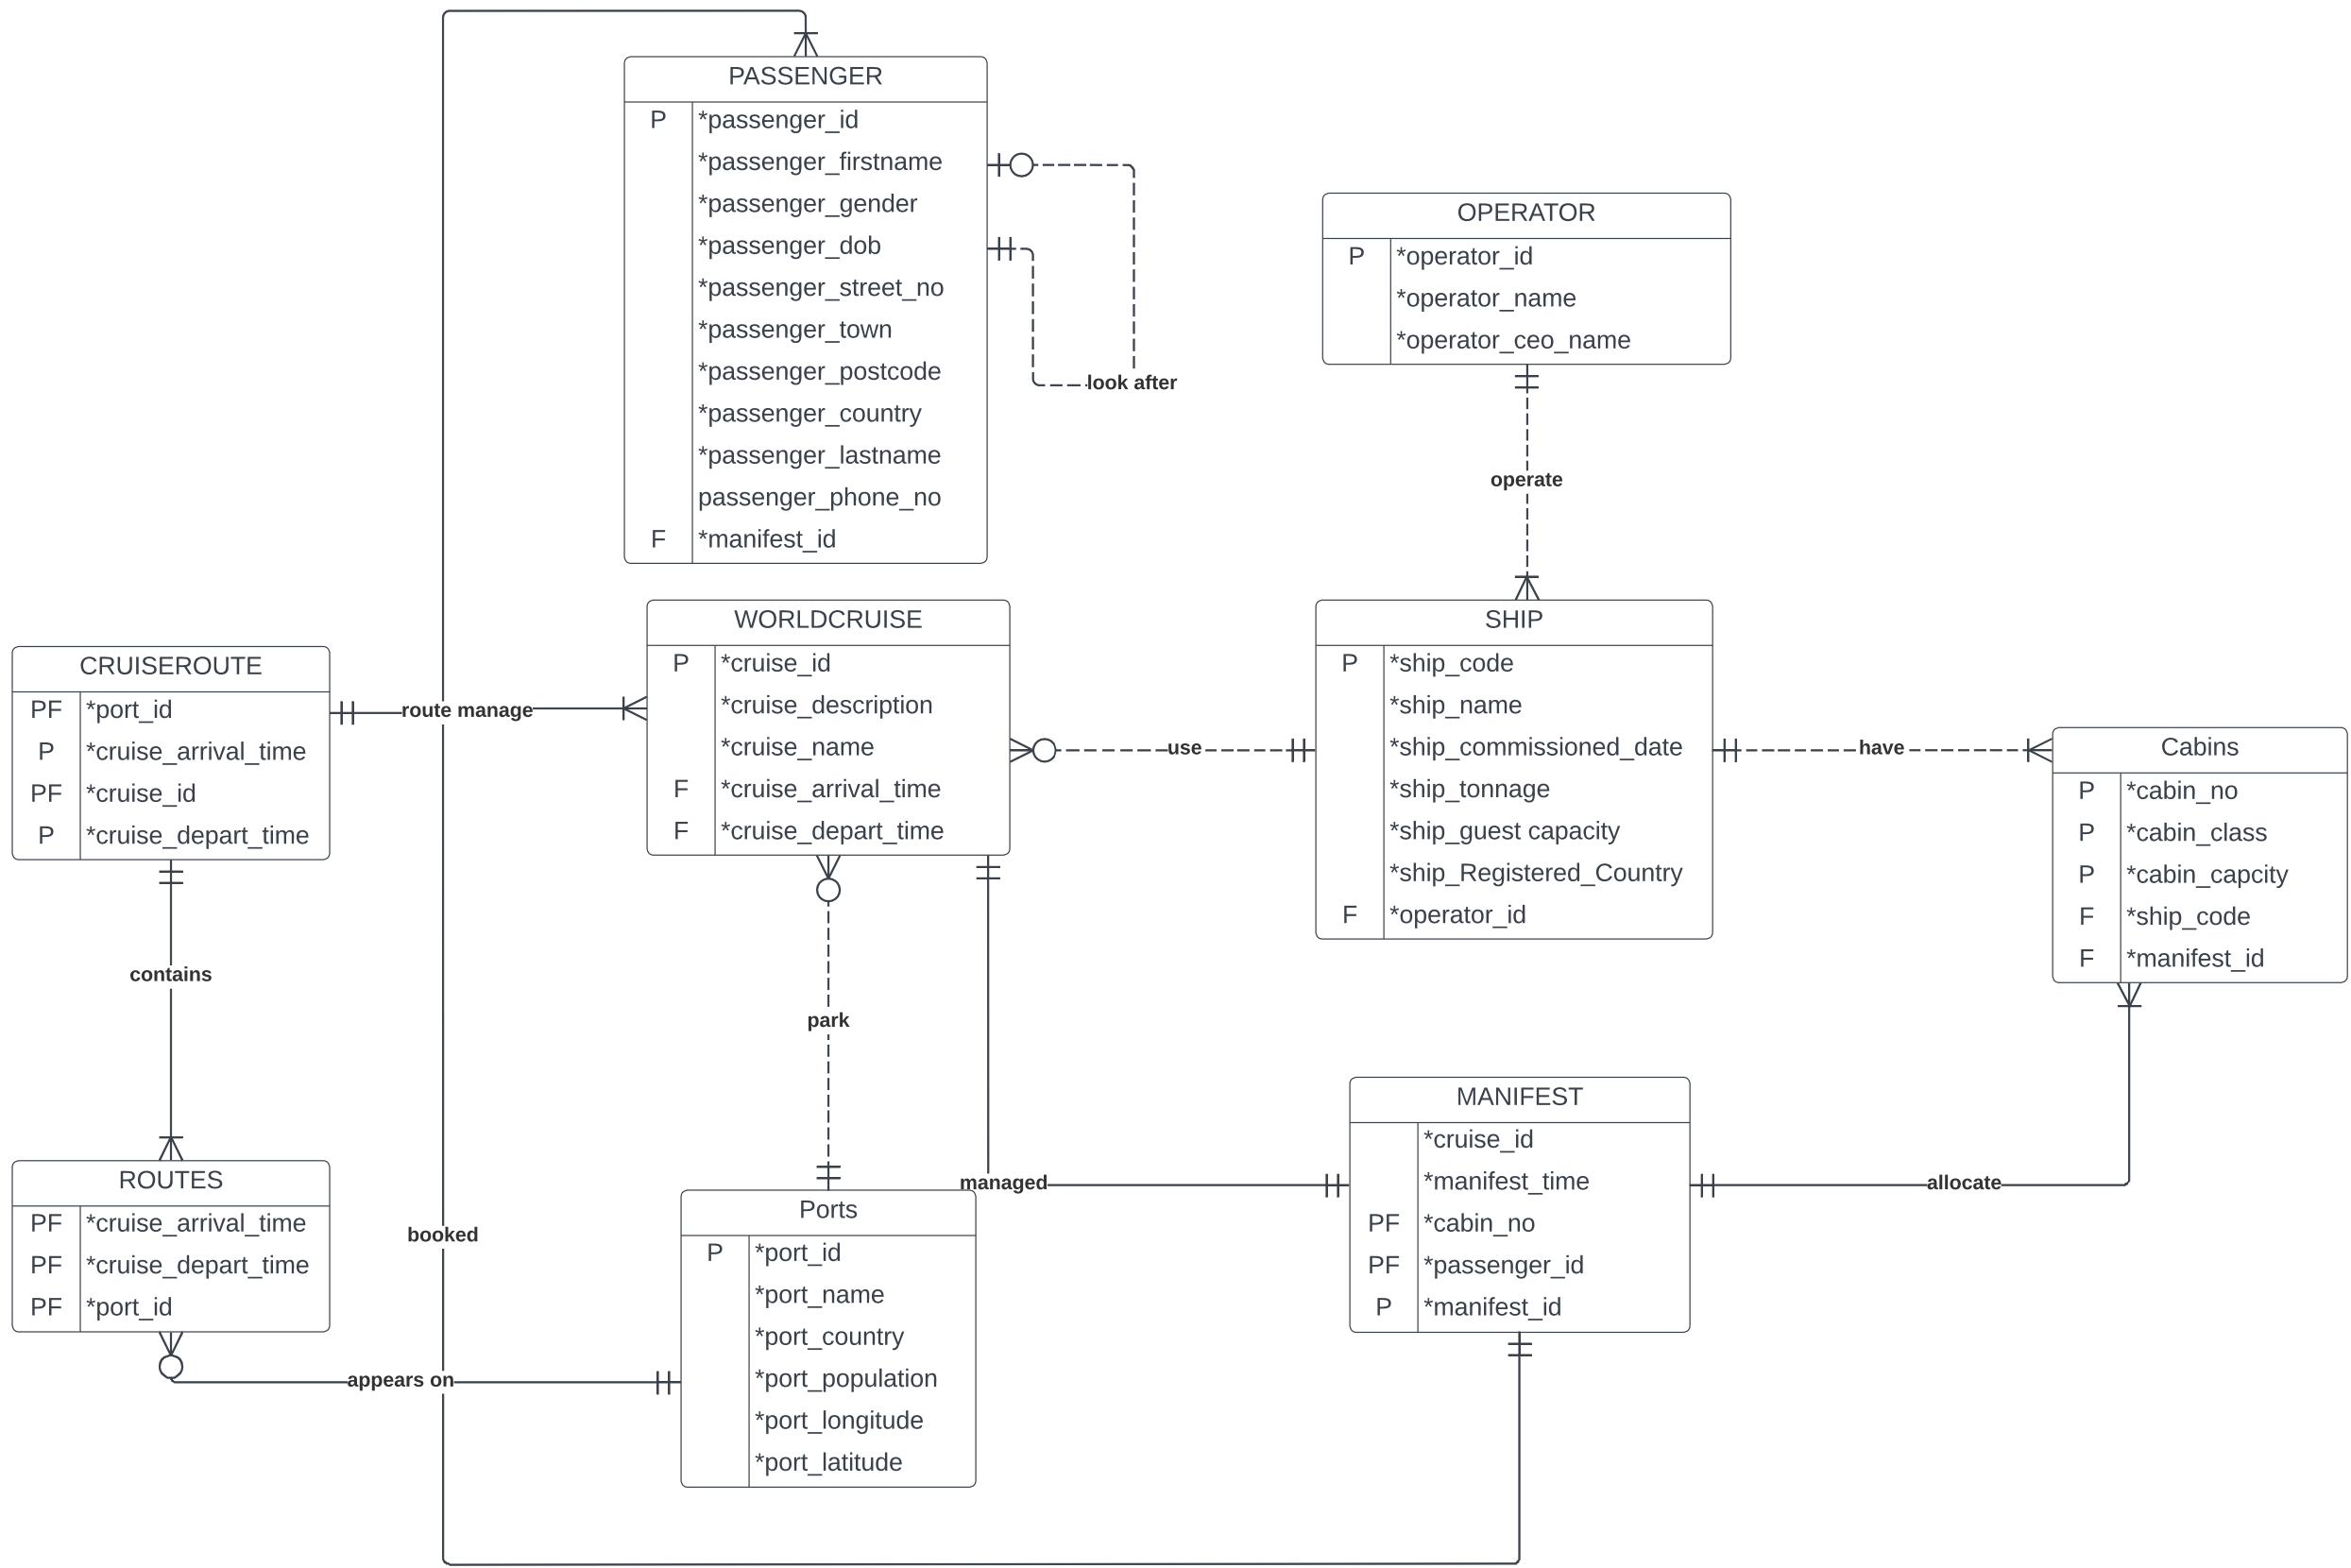 PASSENGER
P *passenger_id
*passenger_firstname
*passenger_gender
*passenger_dob
*passenger_street_no
*passenger_town
*passenger_postcode
*passenger_country
*passenger_lastname
passenger_phone_no
F *manifest_id
look after
OPERATOR
P *operator_id
*operator_name
*operator_ceo_name
operate
CRUISEROUTE
PF *port_id
P *cruise_arrival_time
PF *cruise_id
P *cruise_depart_time
route manage
WORLDCRUISE
P *cruise_id
*cruise_description
*cruise_name
F *cruise_arrival_time
F *cruise_depart_time
use
SHIP
P *ship_code
*ship_name
*ship_commissioned_date
*ship_tonnage
*ship_guest capacity
*ship_Registered_Country
F *operator_id
have
Cabins
P *cabin_no
P *cabin_class
P *cabin_capcity
F *ship_code
F *manifest_id
contains
park
managed
allocate
booked
appears on
ROUTES
PF *cruise_arrival_time
PF *cruise_depart_time
PF *port_id
Ports
P *port_id
*port_name
*port_country
*port_population
*port_longitude
*port_latitude
MANIFEST
*cruise_id
*manifest_time
PF *cabin_no
PF *passenger_id
P *manifest_id